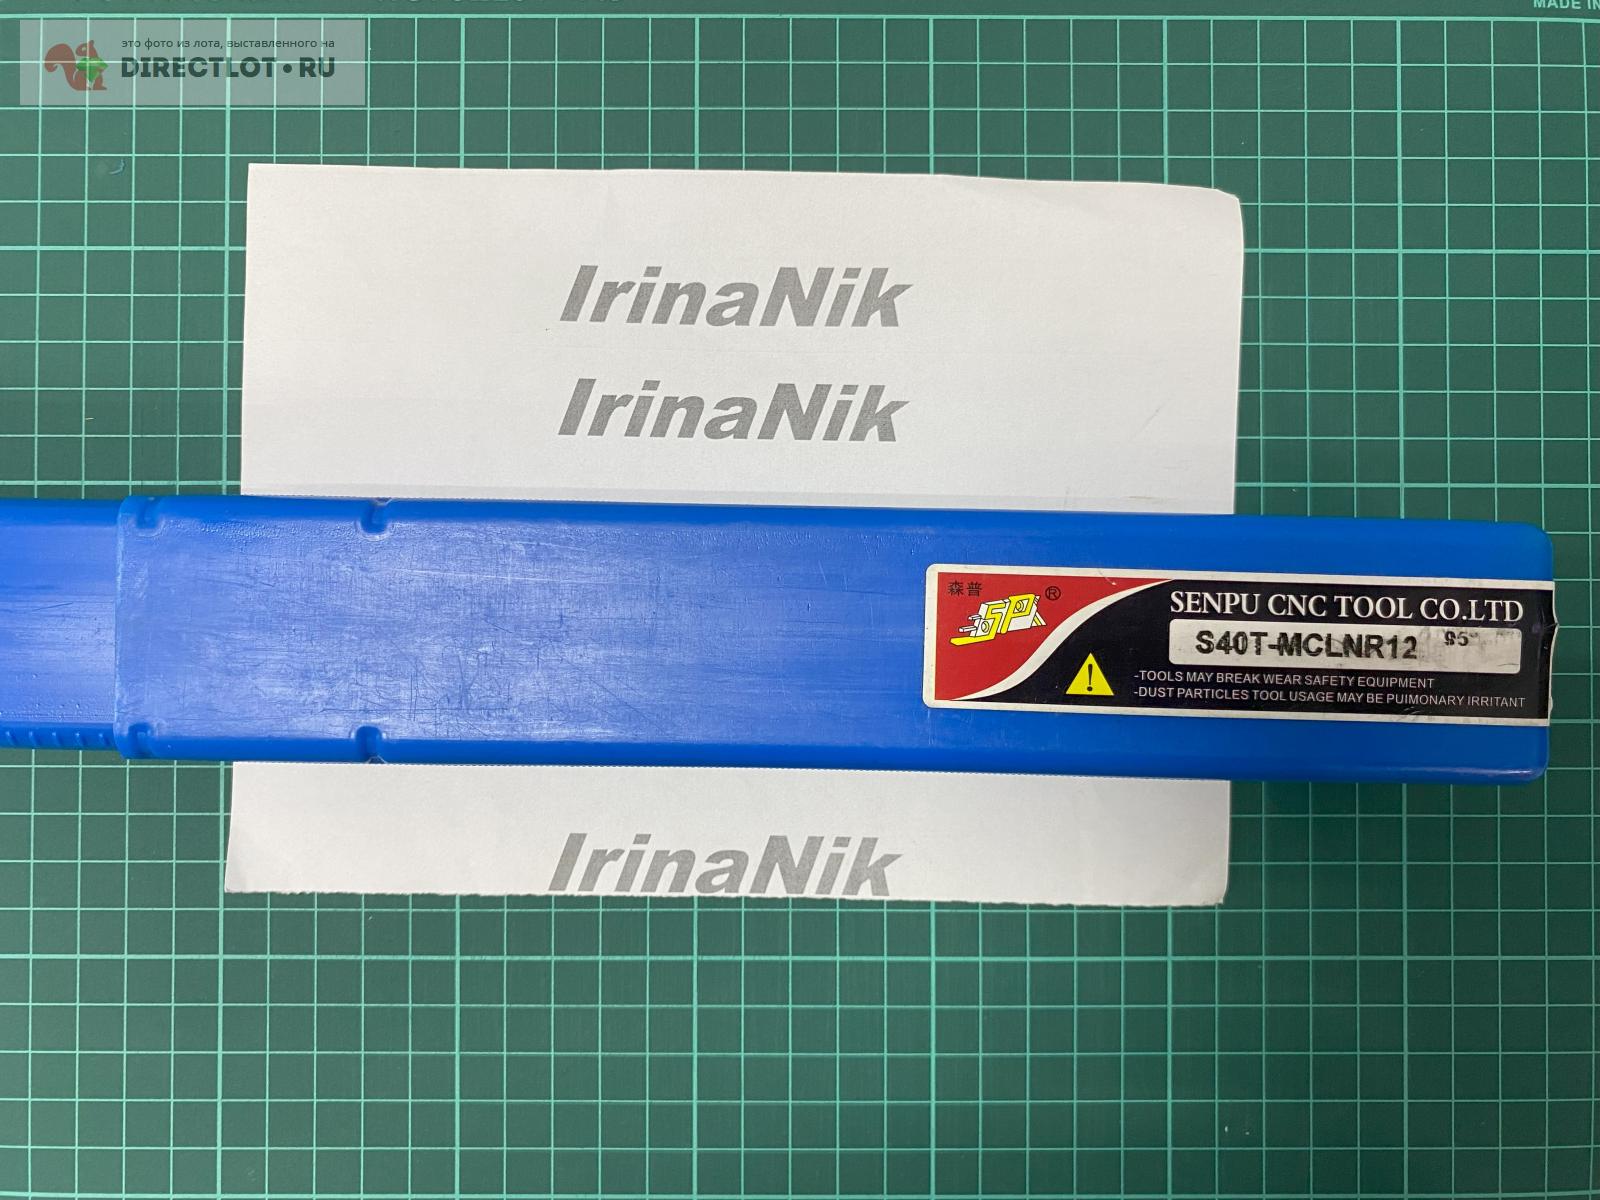 MADE IN
это фото из лота, выставленного на
DIRECTLOT•RU
IrinaNik
IrinaNik
森普
SP®
SENPU CNC TOOL CO.LTD
S40T-MCLNR12 95°
-TOOLS MAY BREAK WEAR SAFETY EQUIPMENT
-DUST PARTICLES TOOL USAGE MAY BE PUIMONARY IRRITANT
IrinaNik